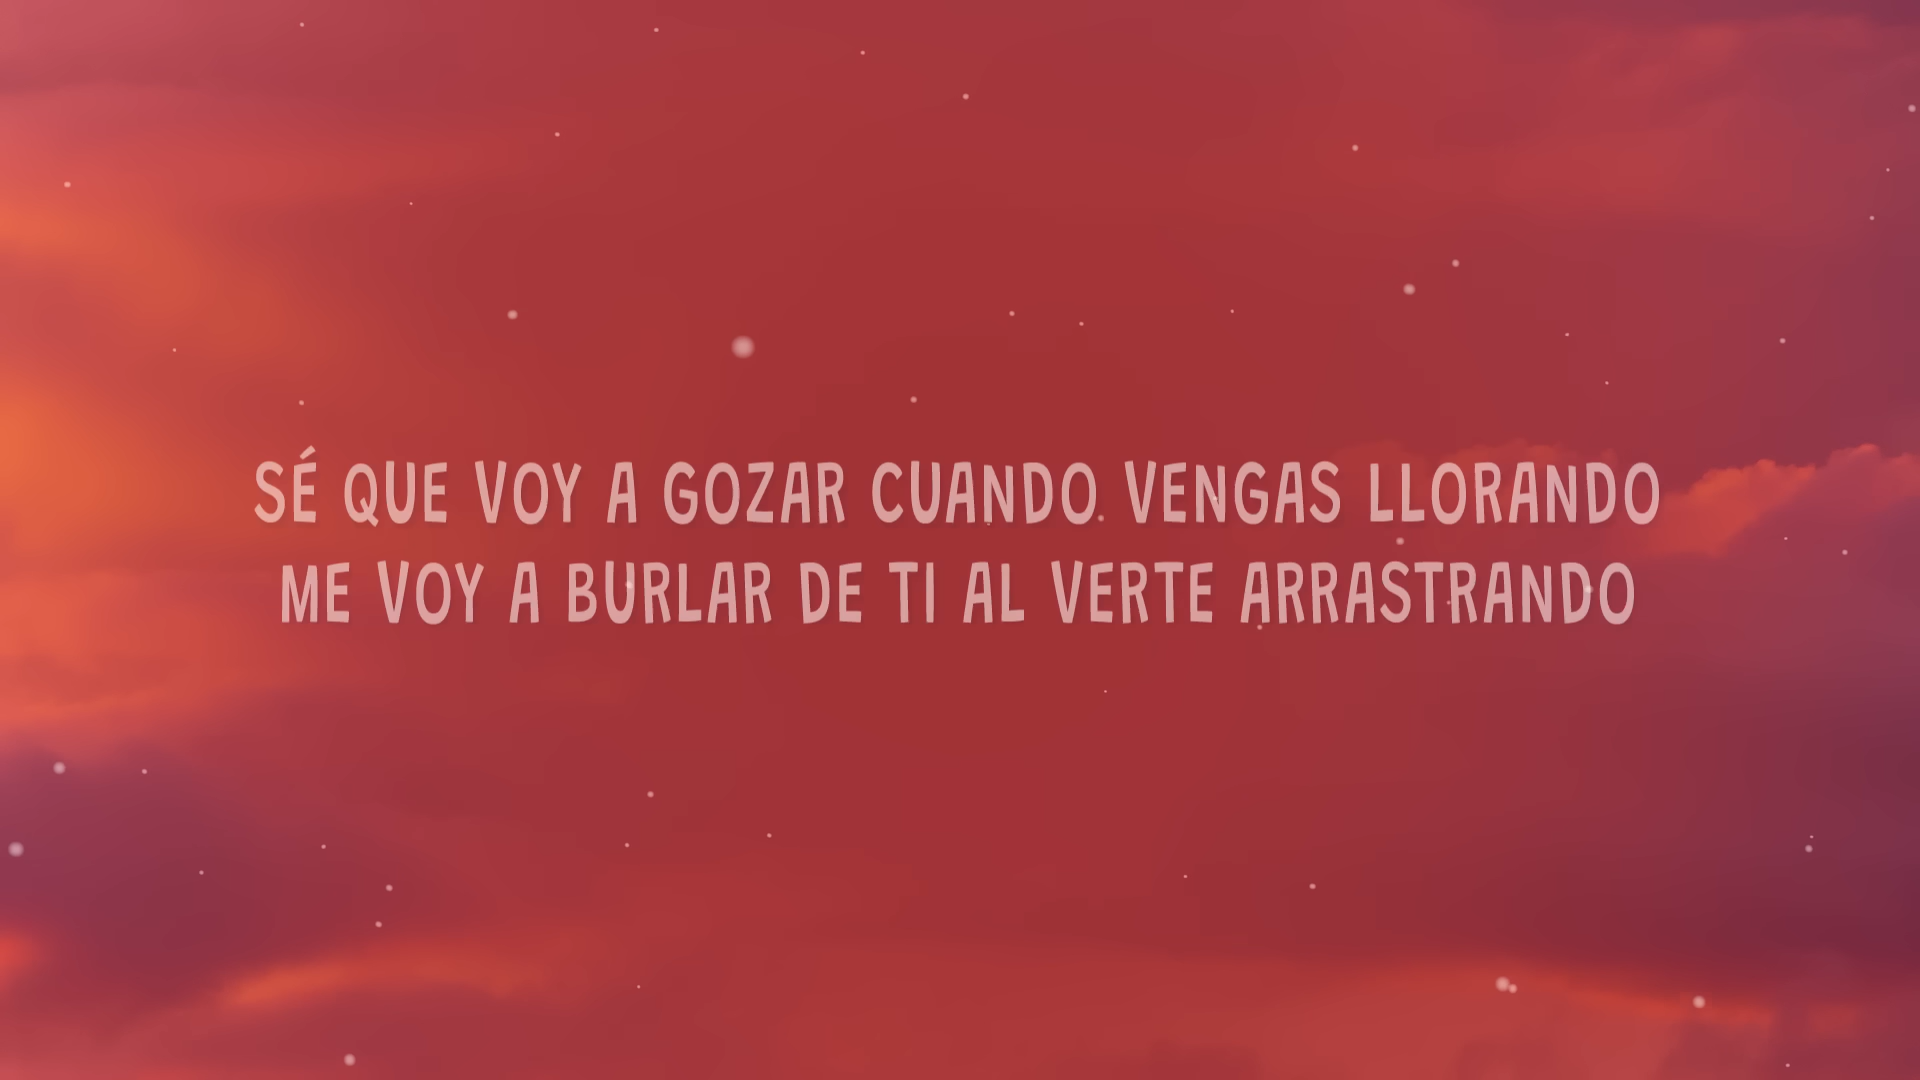 SÉ QUE VOY A GOZAR CUANDO VENGAS LLORANDO
ME VOY A BURLAR DE TI AL VERTE ARRASTRANDO